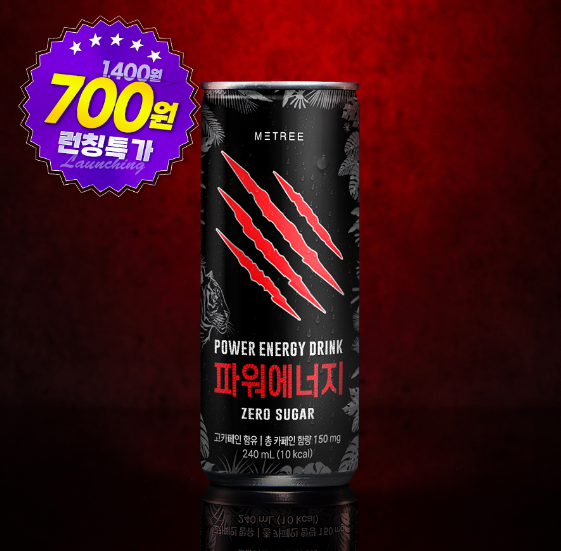 1400원
700원
런칭특가
Launching
METREE
POWER ENERGY DRINK
파워에너지
ZERO SUGAR
고카페인 함유 | 총 카페인 함량 150 mg
240 mL (10 kcal)